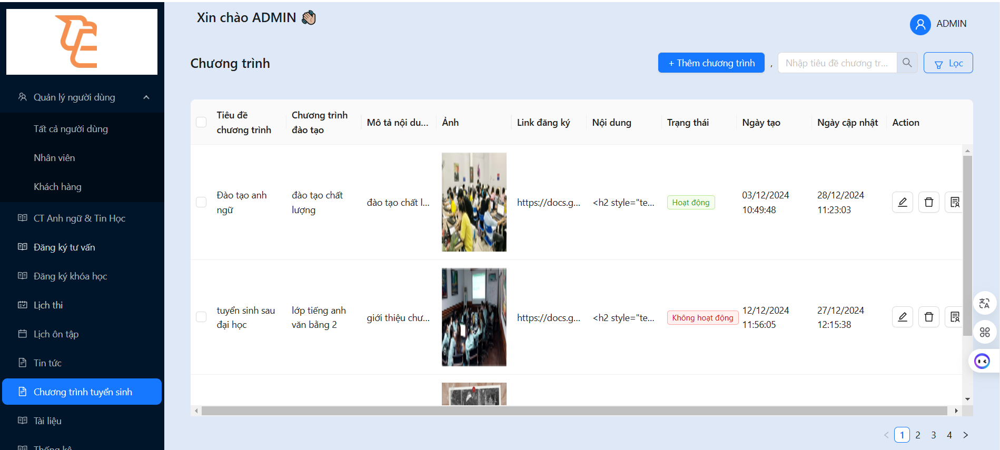 Xin chào ADMIN 👋
ADMIN
Quản lý người dùng
Tất cả người dùng
Nhân viên
Khách hàng
CT Anh ngữ & Tin Học
Đăng ký tư vấn
Đăng ký khóa học
Lịch thi
Lịch ôn tập
Tin tức
Chương trình tuyển sinh
Tài liệu
Thống kê
Chương trình
+ Thêm chương trình
,
Nhập tiêu đề chương tr...
Lọc
Tiêu đề
chương trình
Chương trình
đào tạo
Mô tả nội du...
Ảnh
Link đăng ký
Nội dung
Trạng thái
Ngày tạo
Ngày cập nhật
Action
Đào tạo anh
ngữ
đào tạo chất
lượng
đào tạo chất l...
https://docs.g...
<h2 style="te...
Hoạt động
03/12/2024
10:49:48
28/12/2024
11:23:03
tuyển sinh sau
đại học
lớp tiếng anh
văn bằng 2
giới thiệu chư...
https://docs.g...
<h2 style="te...
Không hoạt động
12/12/2024
11:56:05
27/12/2024
12:15:38
1 2 3 4